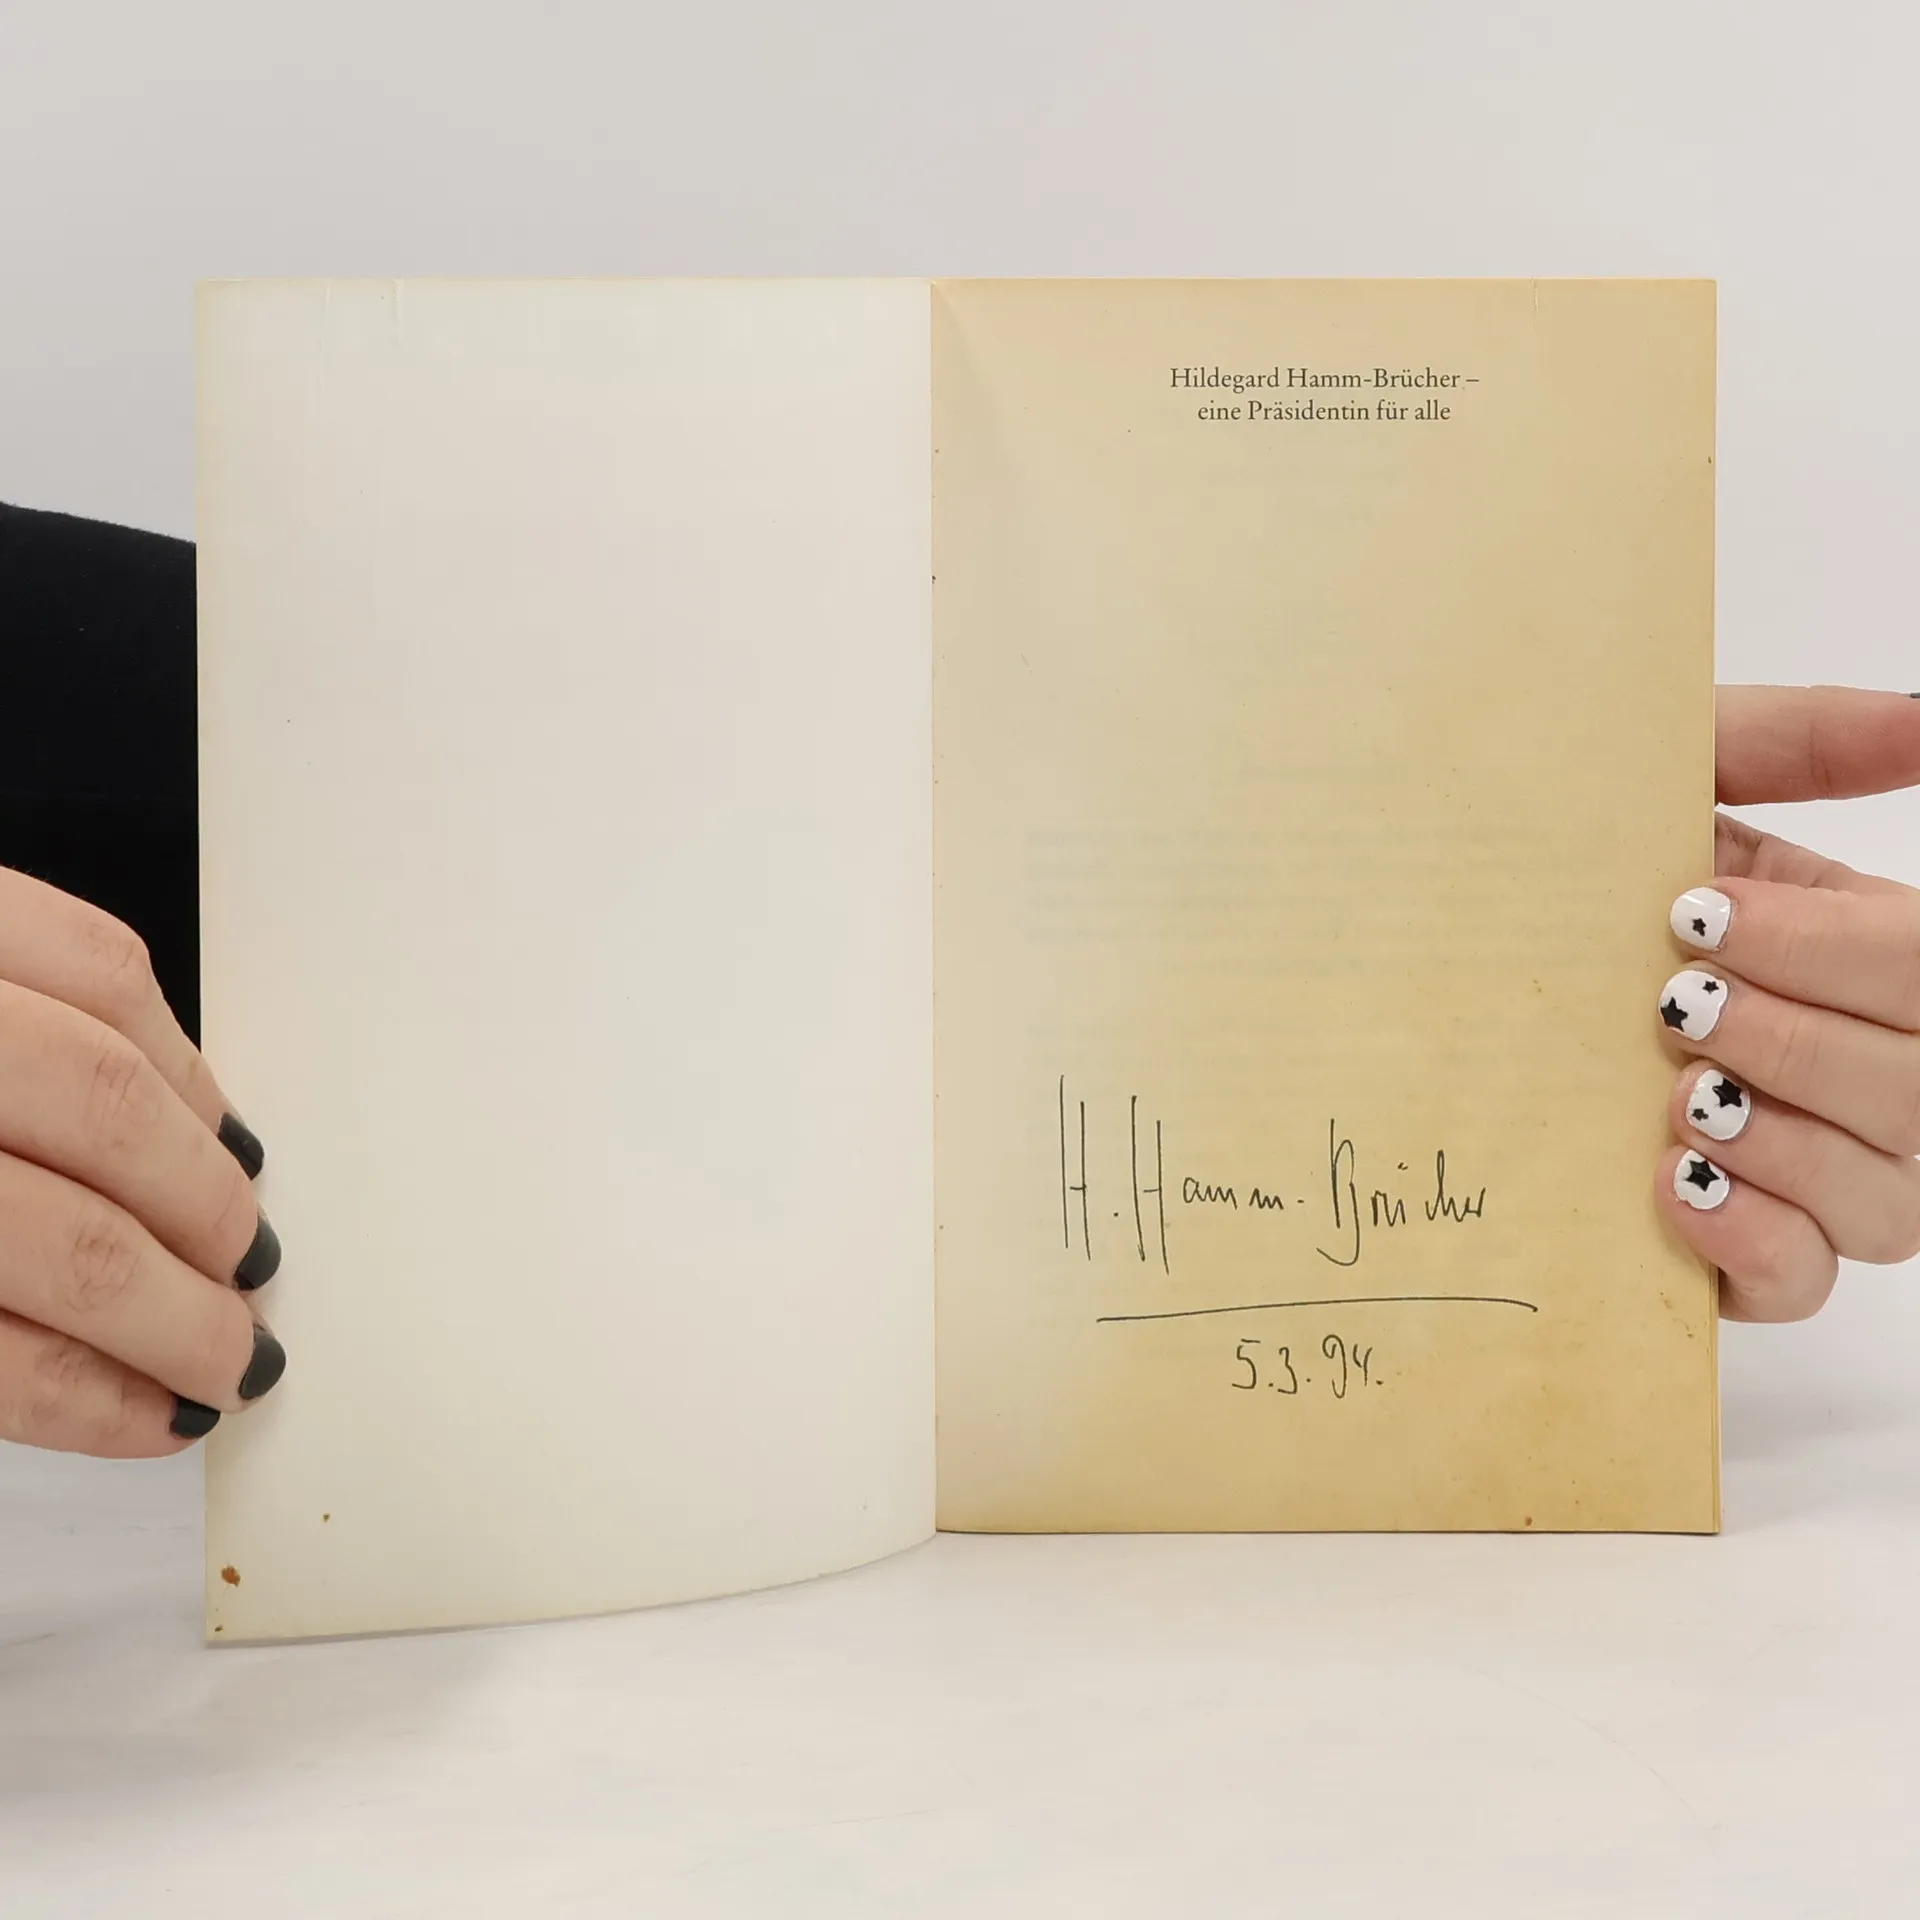 Hildegard Hamm-Brücher –
eine Präsidentin für alle
H. Hamm-Brücher
5.3.94.